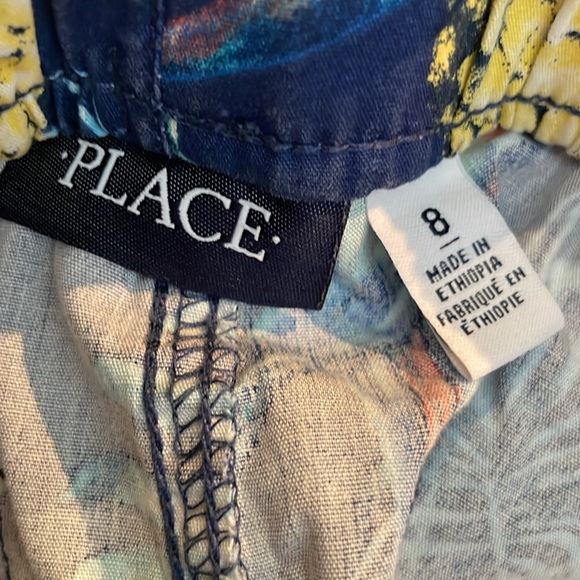 ·PLACE·
8
MADE IN
ETHIOPIA
FABRIQUÉ EN
ÉTHIOPIE